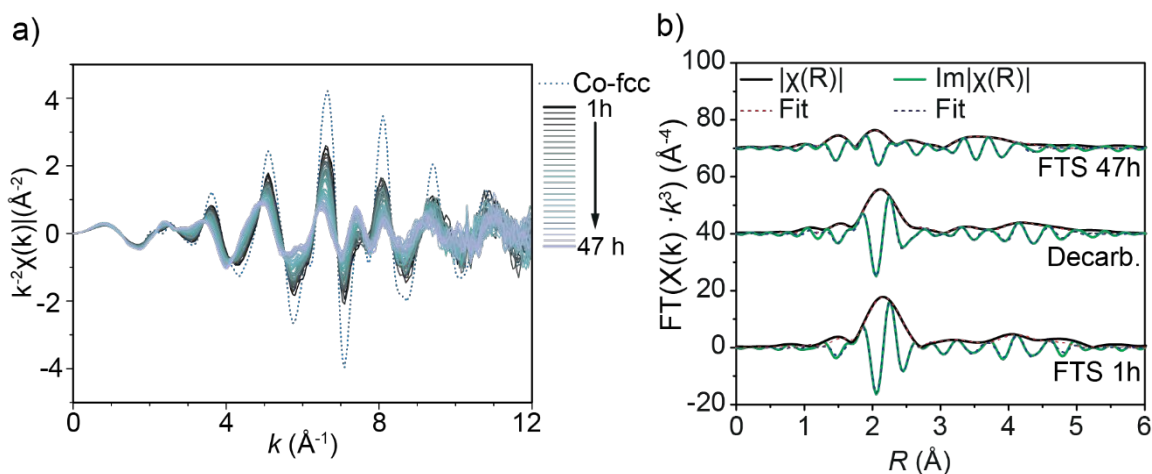 a)
k⁻²χ(k)|(Å⁻²)
4
2
0
-2
-4
0
4
8
12
k (Å⁻¹)
Co-fcc
1h
47 h
b)
FT(X(k) ·k³) (Å⁻⁴)
100
80
60
40
20
0
-20
0
1
2
3
4
5
6
R (Å)
|χ(R)|
Im|χ(R)|
Fit
Fit
FTS 47h
Decarb.
FTS 1h